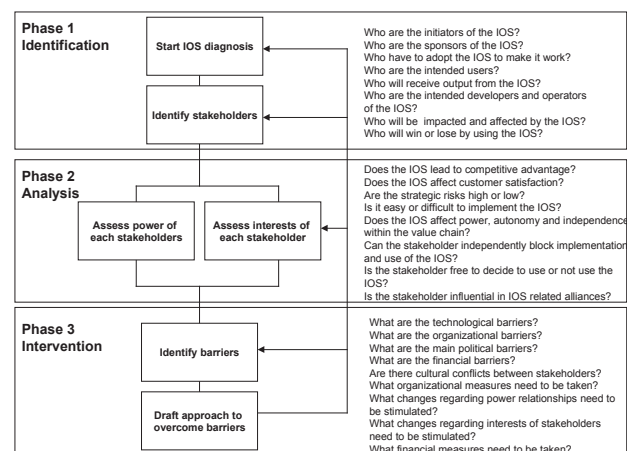 Phase 1
Identification
Start IOS diagnosis
Identify stakeholders
Who are the initiators of the IOS?
Who are the sponsors of the IOS?
Who have to adopt the IOS to make it work?
Who are the intended users?
Who will receive output from the IOS?
Who are the intended developers and operators
of the IOS?
Who will be impacted and affected by the IOS?
Who will win or lose by using the IOS?
Phase 2
Analysis
Assess power of
each stakeholders
Assess interests of
each stakeholder
Does the IOS lead to competitive advantage?
Does the IOS affect customer satisfaction?
Are the strategic risks high or low?
Is it easy or difficult to implement the IOS?
Does the IOS affect power, autonomy and independence
within the value chain?
Can the stakeholder independently block implementation
and use of the IOS?
Is the stakeholder free to decide to use or not use the
IOS?
Is the stakeholder influential in IOS related alliances?
Phase 3
Intervention
Identify barriers
Draft approach to
overcome barriers
What are the technological barriers?
What are the organizational barriers?
What are the main political barriers?
What are the financial barriers?
Are there cultural conflicts between stakeholders?
What organizational measures need to be taken?
What changes regarding power relationships need to
be stimulated?
What changes regarding interests of stakeholders
need to be stimulated?
What financial measures need to be taken?